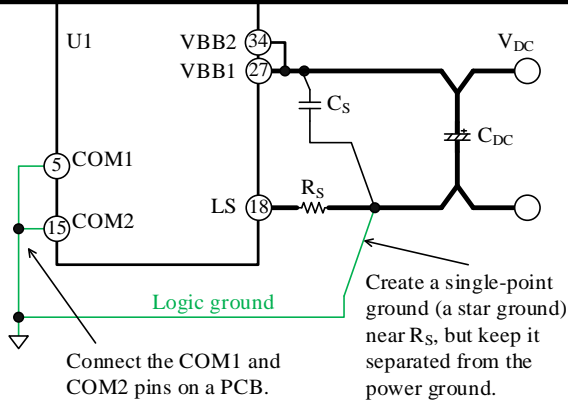 U1
VBB2
34
VDC
VBB1
27
CS
CDC
5
COM1
RS
LS
18
15
COM2
Logic ground
Create a single-point
ground (a star ground)
near RS, but keep it
separated from the
power ground.
Connect the COM1 and
COM2 pins on a PCB.